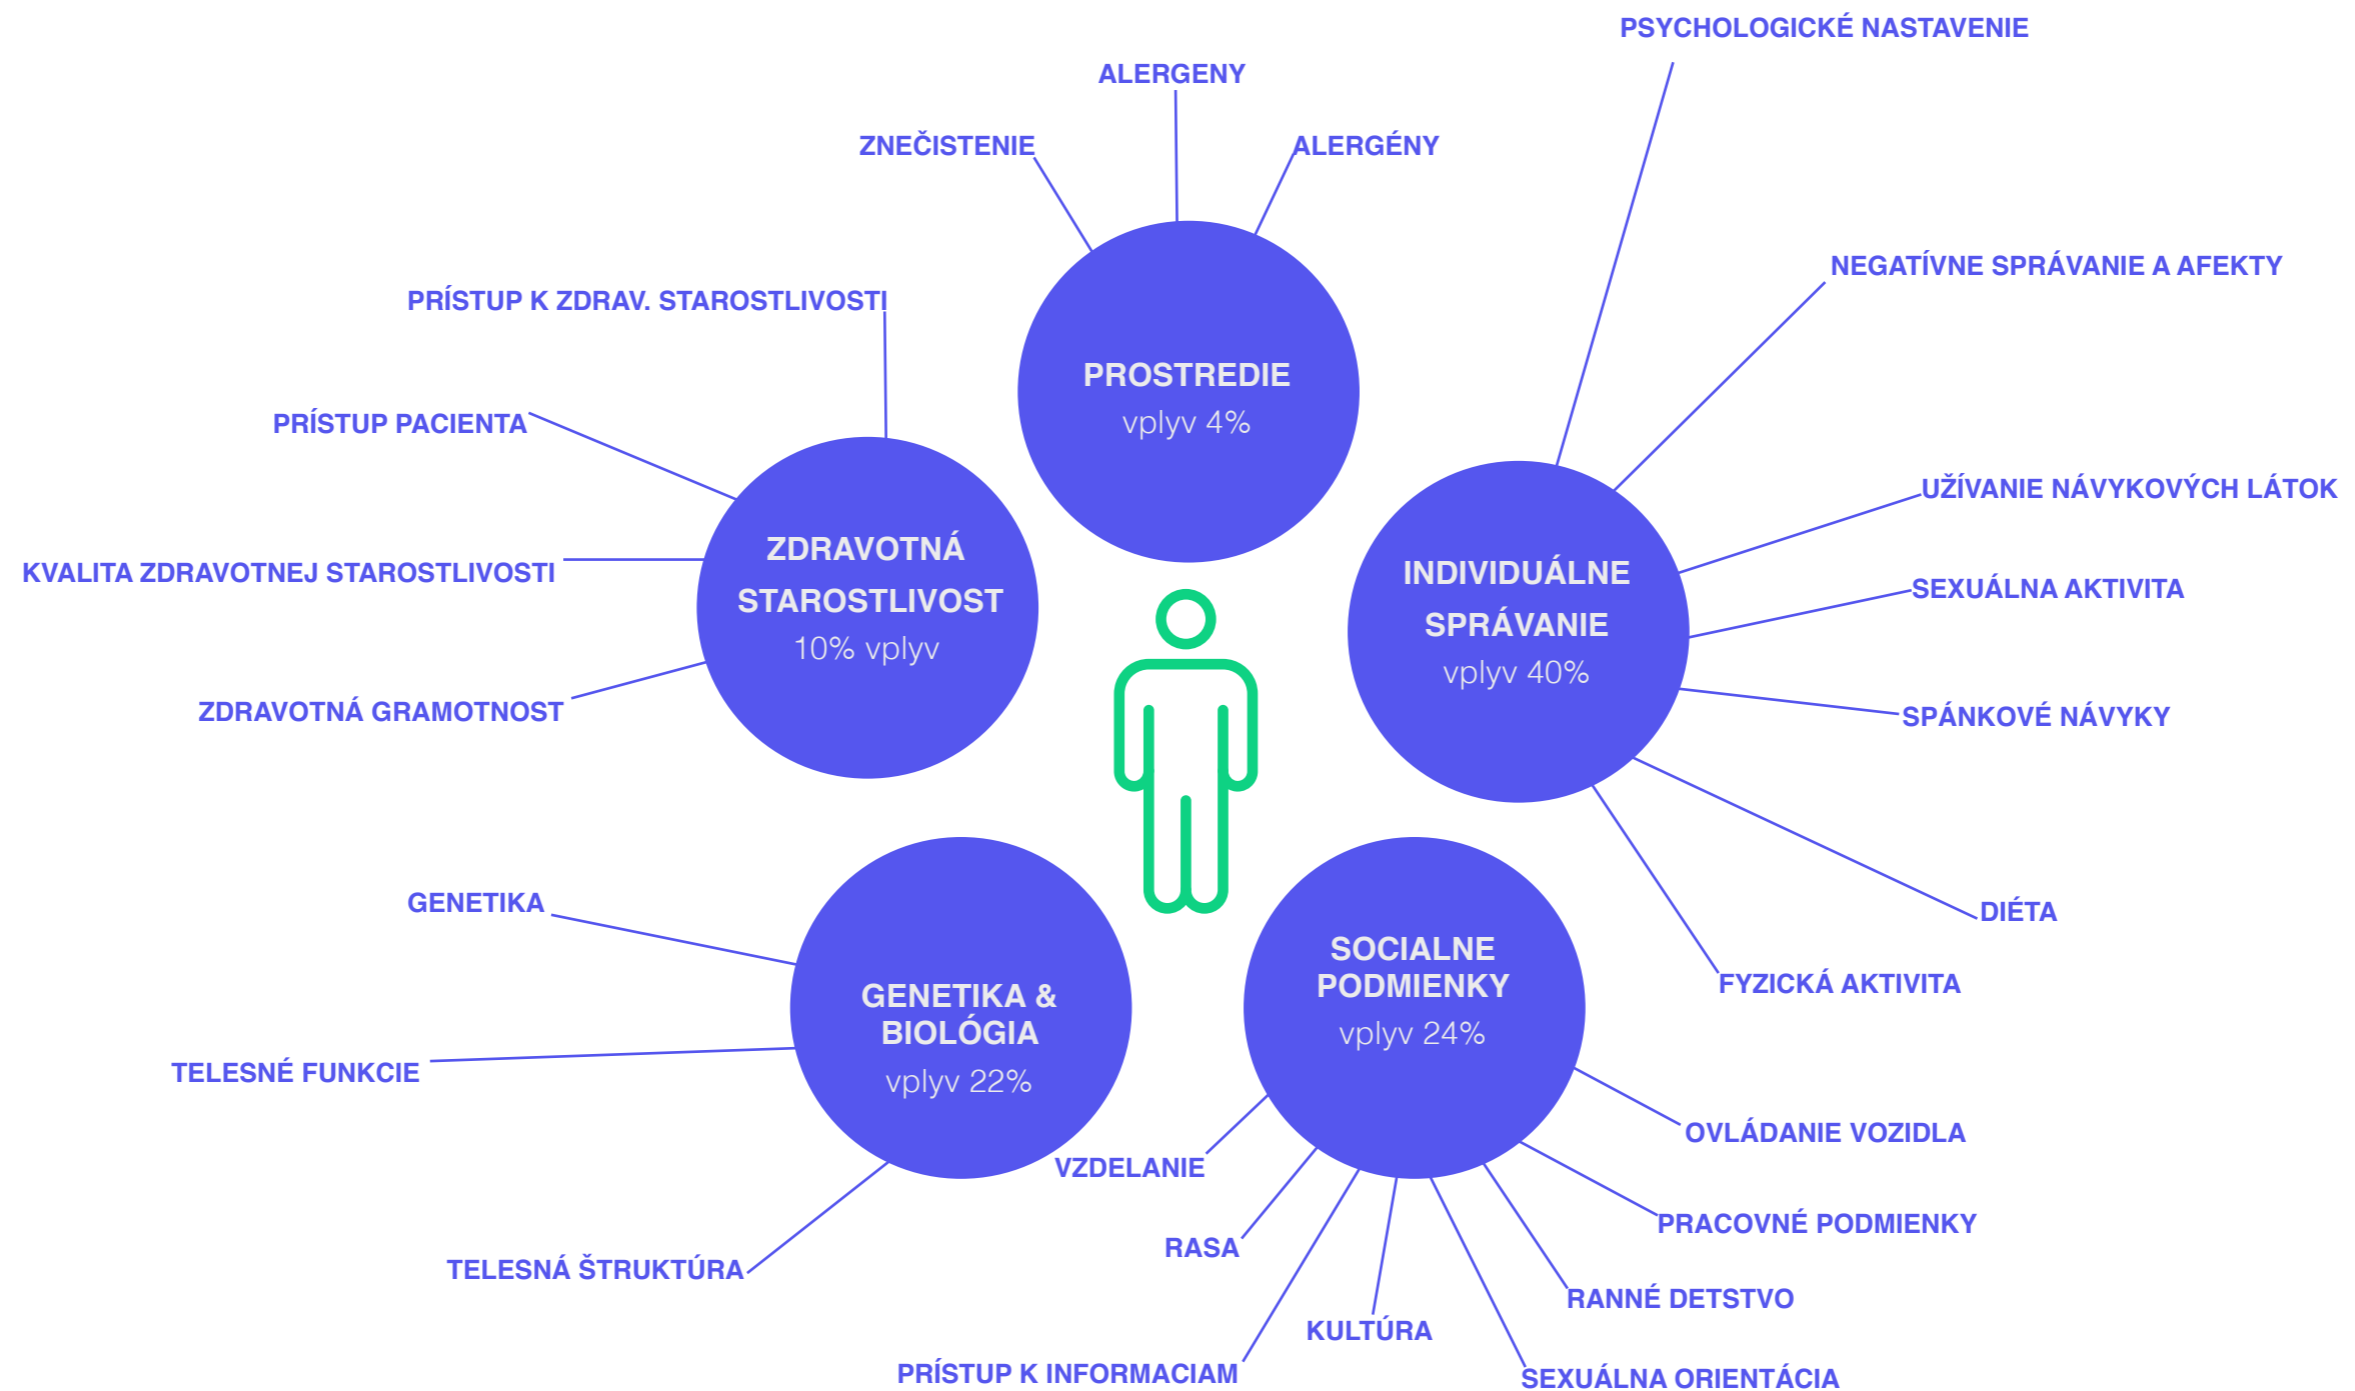 PSYCHOLOGICKÉ NASTAVENIE
ALERGENY
ZNEČISTENIE
ALERGÉNY
NEGATÍVNE SPRÁVANIE A AFEKTY
PRÍSTUP K ZDRAV. STAROSTLIVOSTI
PROSTREDIE
vplyv 4%
PRÍSTUP PACIENTA
UŽÍVANIE NÁVYKOVÝCH LÁTOK
ZDRAVOTNÁ
STAROSTLIVOST
10% vplyv
KVALITA ZDRAVOTNEJ STAROSTLIVOSTI
INDIVIDUÁLNE
SPRÁVANIE
vplyv 40%
SEXUÁLNA AKTIVITA
ZDRAVOTNÁ GRAMOTNOST
SPÁNKOVÉ NÁVYKY
GENETIKA
DIÉTA
FYZICKÁ AKTIVITA
GENETIKA &
BIOLÓGIA
vplyv 22%
SOCIALNE
PODMIENKY
vplyv 24%
TELESNÉ FUNKCIE
OVLÁDANIE VOZIDLA
VZDELANIE
PRACOVNÉ PODMIENKY
RASA
TELESNÁ ŠTRUKTÚRA
RANNÉ DETSTVO
KULTÚRA
PRÍSTUP K INFORMACIAM
SEXUÁLNA ORIENTÁCIA